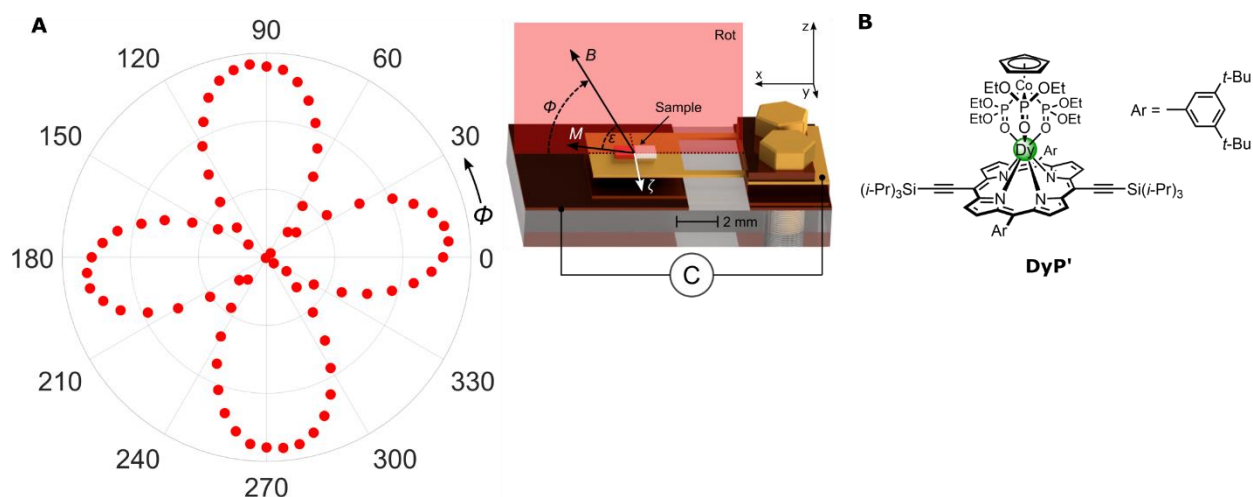 A
90
120
60
150
30
Φ
180
0
210
330
240
300
270
Rot
B
Φ
Sample
M
ε
ζ
2 mm
C
z
x
y
B
t-Bu
Ar =
t-Bu
Co
EtO OEt
EtO P P P OEt
EtO O O O OEt
Dy Ar
N N
N N
(i-Pr)3Si Si(i-Pr)3
Ar
DyP'